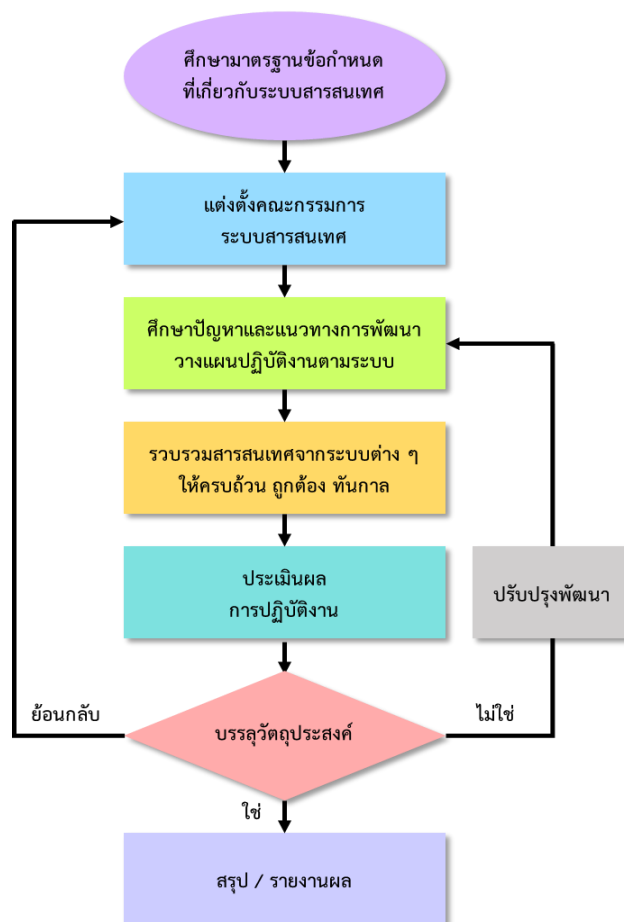 ศึกษามาตรฐานข้อกำหนด
ที่เกี่ยวกับระบบสารสนเทศ
แต่งตั้งคณะกรรมการ
ระบบสารสนเทศ
ศึกษาปัญหาและแนวทางการพัฒนา
วางแผนปฏิบัติงานตามระบบ
รวบรวมสารสนเทศจากระบบต่าง ๆ
ให้ครบถ้วน ถูกต้อง ทันกาล
ประเมินผล
การปฏิบัติงาน
ปรับปรุงพัฒนา
ย้อนกลับ
บรรลุวัตถุประสงค์
ไม่ใช่
ใช่
สรุป / รายงานผล